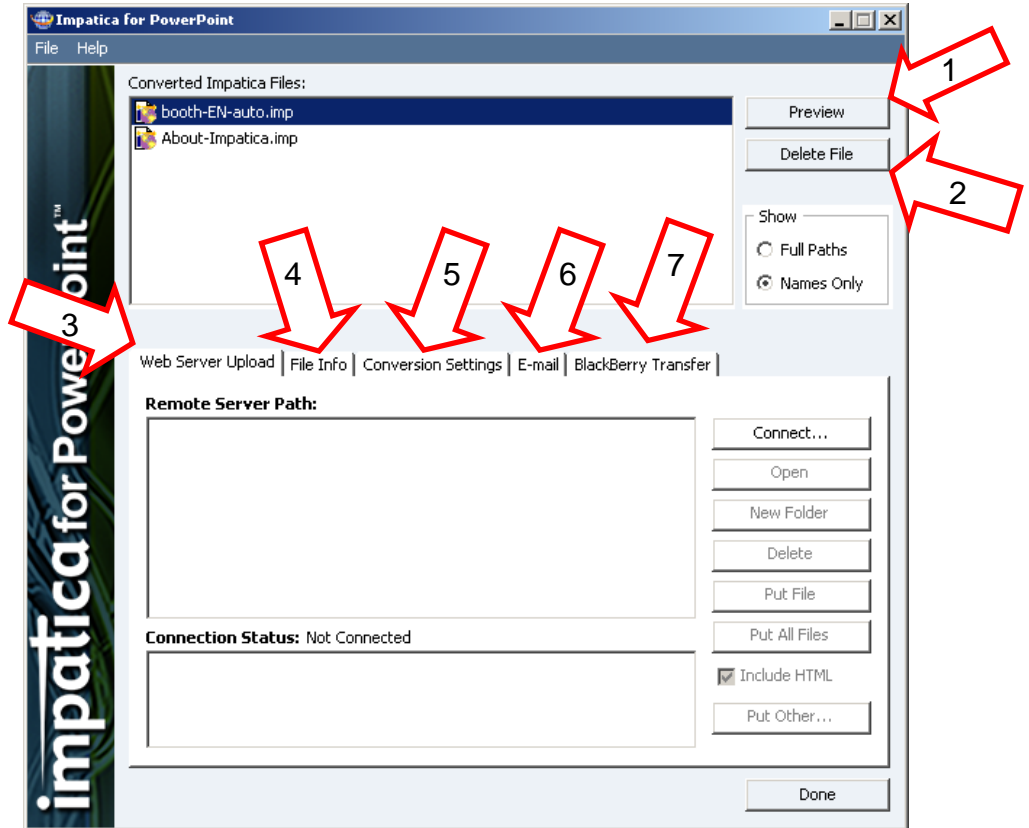 Impatica for PowerPoint
File Help
Converted Impatica Files:
booth-EN-auto.imp
About-Impatica.imp
Preview
1
Delete File
2
Show
Full Paths
Names Only
3
4
5
6
7
Web Server Upload File Info Conversion Settings E-mail BlackBerry Transfer
Remote Server Path:
Connect...
Open
New Folder
Delete
Put File
Put All Files
Connection Status: Not Connected
Include HTML
Put Other...
Done
impatica for Power oint™